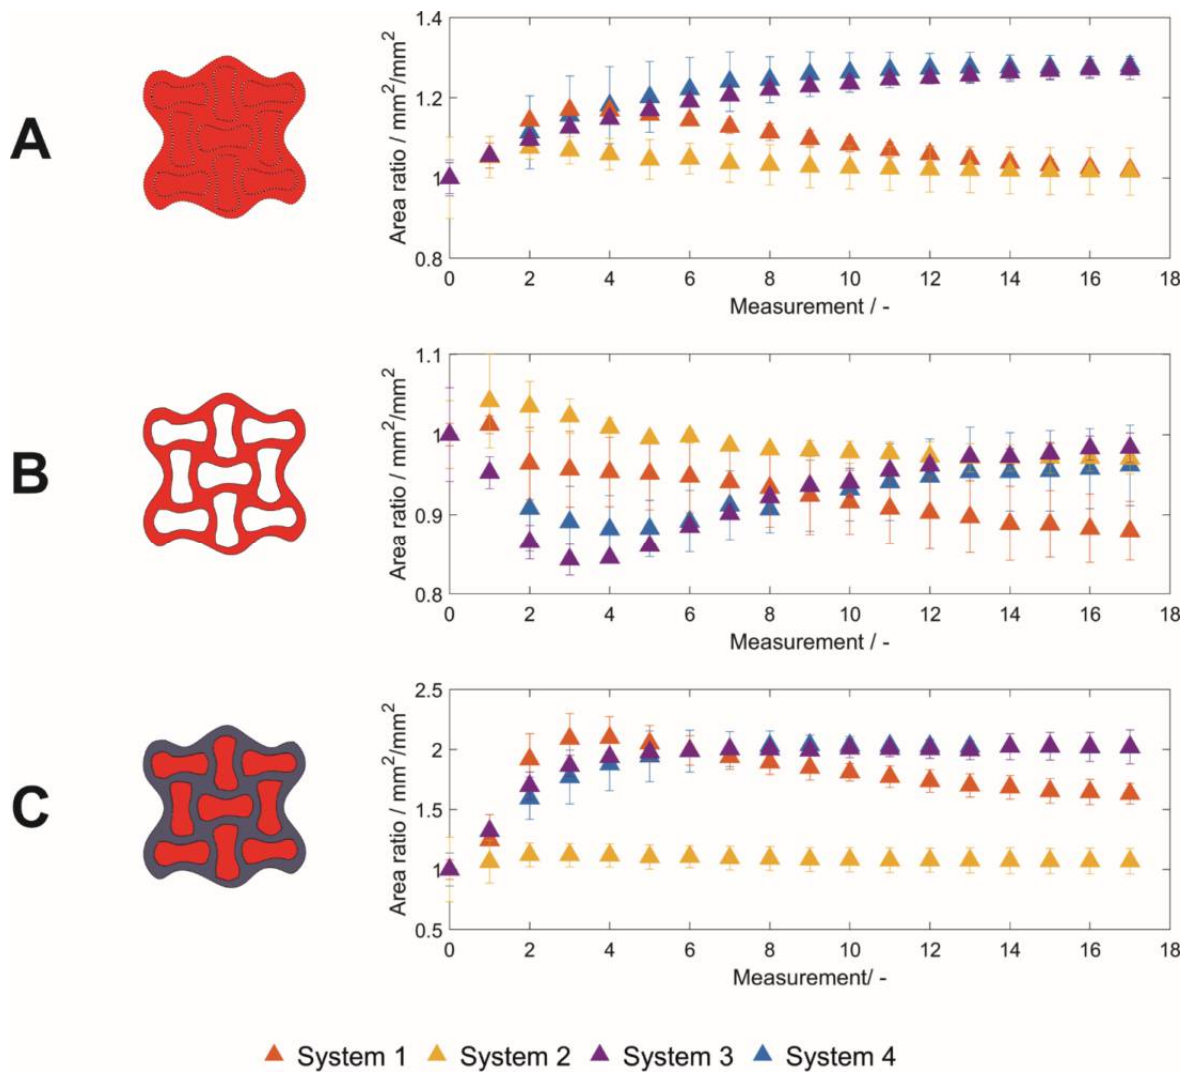 A
Area ratio / mm²/mm²
1.4
1.2
1
0.8
0 2 4 6 8 10 12 14 16 18
Measurement / -
B
Area ratio / mm²/mm²
1.1
1
0.9
0.8
0 2 4 6 8 10 12 14 16 18
Measurement / -
C
Area ratio / mm²/mm²
2.5
2
1.5
1
0.5
0 2 4 6 8 10 12 14 16 18
Measurement/ -
System 1 System 2 System 3 System 4